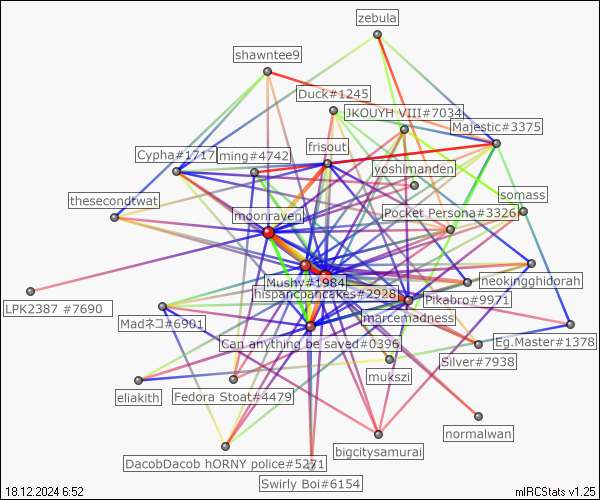 zebula
shawntee9
Duck#1245
JKOUYH VIII#7034
Majestic#3375
frisout
Cypha#1717
ming#4742
yoshimanden
somass
thesecondtwat
moonraven
Pocket Persona#3326
Mushy#1984
neokingghidorah
hispanicpancakes#2928
Pikabro#9971
LPK2387 #7690
Madネコ#6901
marcemadness
Can anything be saved#0396
Eg.Master#1378
Silver#7938
mukszi
eliakith
Fedora Stoat#4479
normalwan
bigcitysamurai
DacobDacob hORNY police#5271
Swirly Boi#6154
18.12.2024 6:52
mIRCStats v1.25